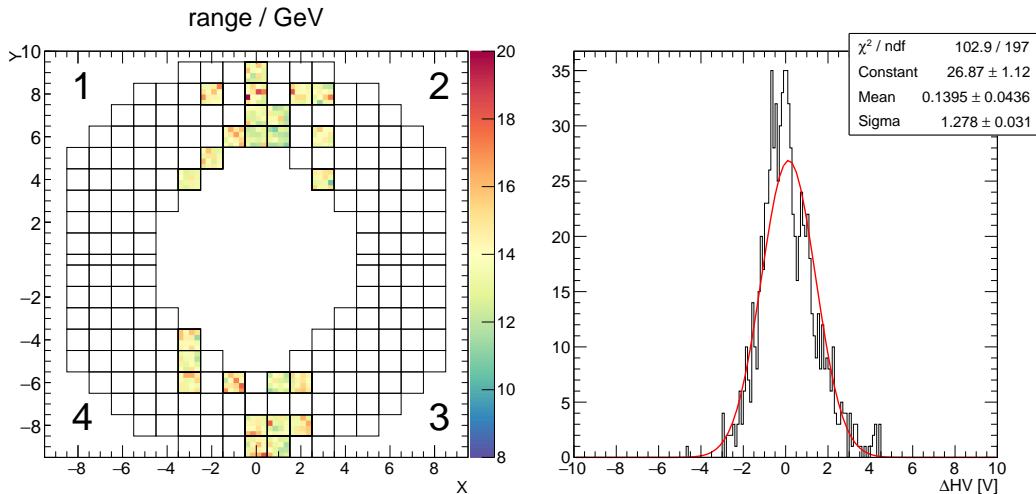 range / GeV
Y
10
8
6
4
2
0
−2
−4
−6
−8
−8 −6 −4 −2 0 2 4 6 8
X
1 2
4 3
20
18
16
14
12
10
8
χ² / ndf 102.9 / 197
Constant 26.87 ± 1.12
Mean 0.1395 ± 0.0436
Sigma 1.278 ± 0.031
35
30
25
20
15
10
5
0
−10 −8 −6 −4 −2 0 2 4 6 8 10
ΔHV [V]